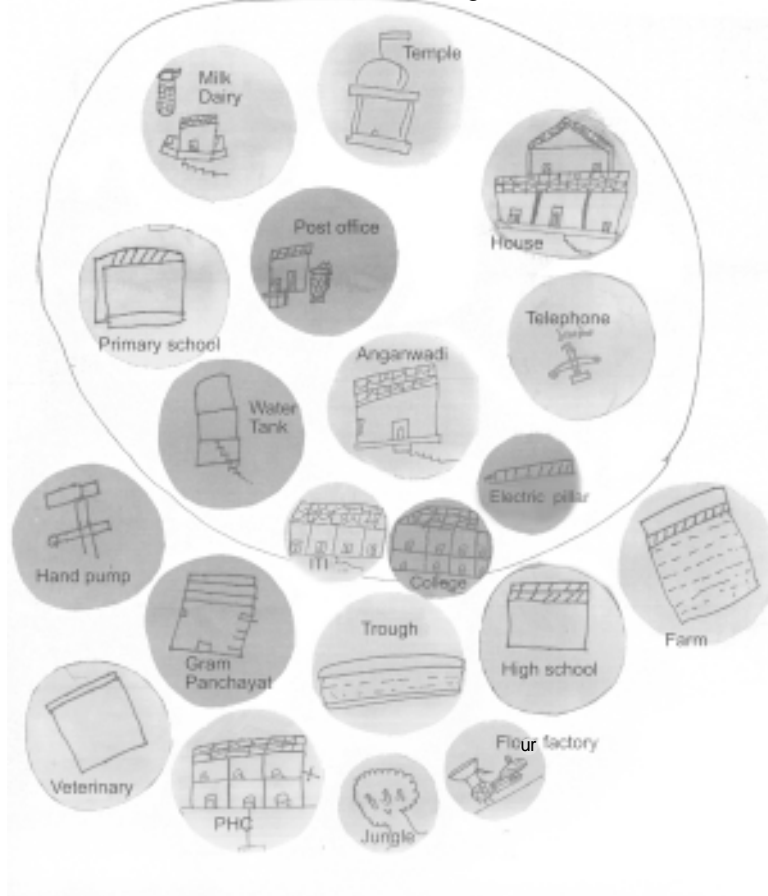 Temple
Milk
Dairy
Post office
House
Primary school
Telephone
Anganwadi
Water
Tank
Electric pillar
ITI
College
Hand pump
Farm
Trough
Gram
Panchayat
High school
Flour factory
Veterinary
PHC
Jungle